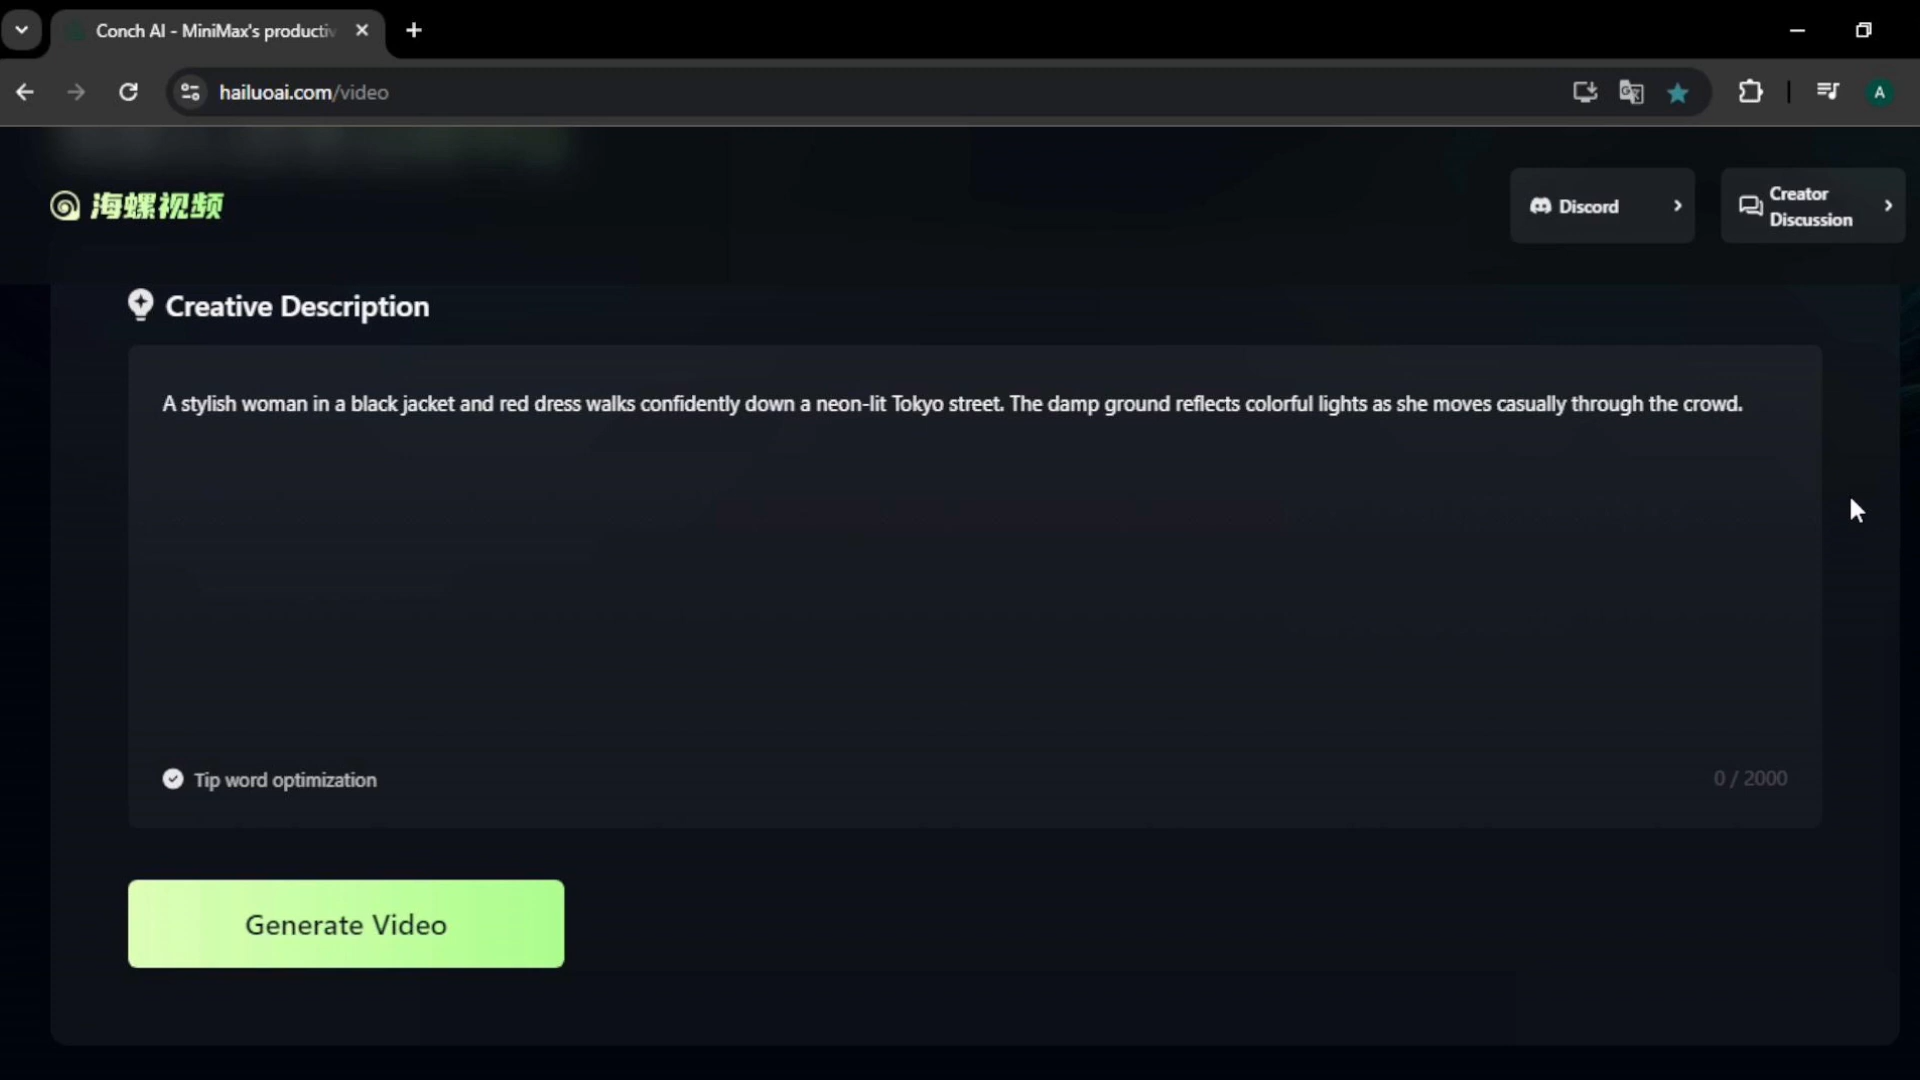 Conch AI - MiniMax's productiv
hailuoai.com/video
A
海螺视频
Discord
Creator
Discussion
Creative Description
A stylish woman in a black jacket and red dress walks confidently down a neon-lit Tokyo street. The damp ground reflects colorful lights as she moves casually through the crowd.
Tip word optimization
0 / 2000
Generate Video